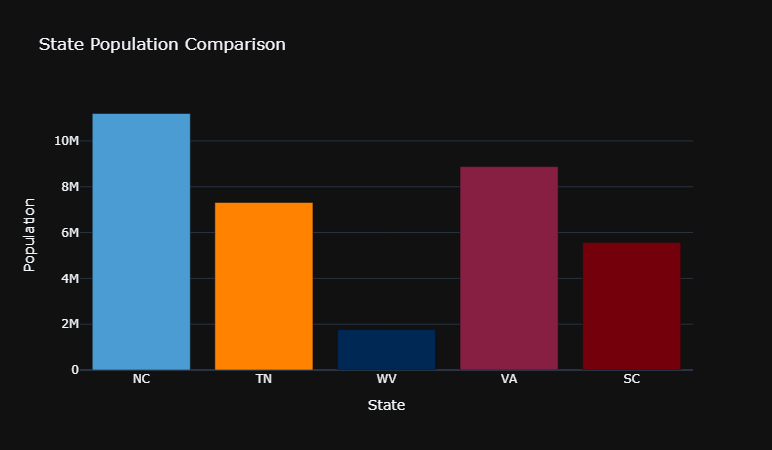 State Population Comparison
Population
10M
8M
6M
4M
2M
0
NC TN WV VA SC
State